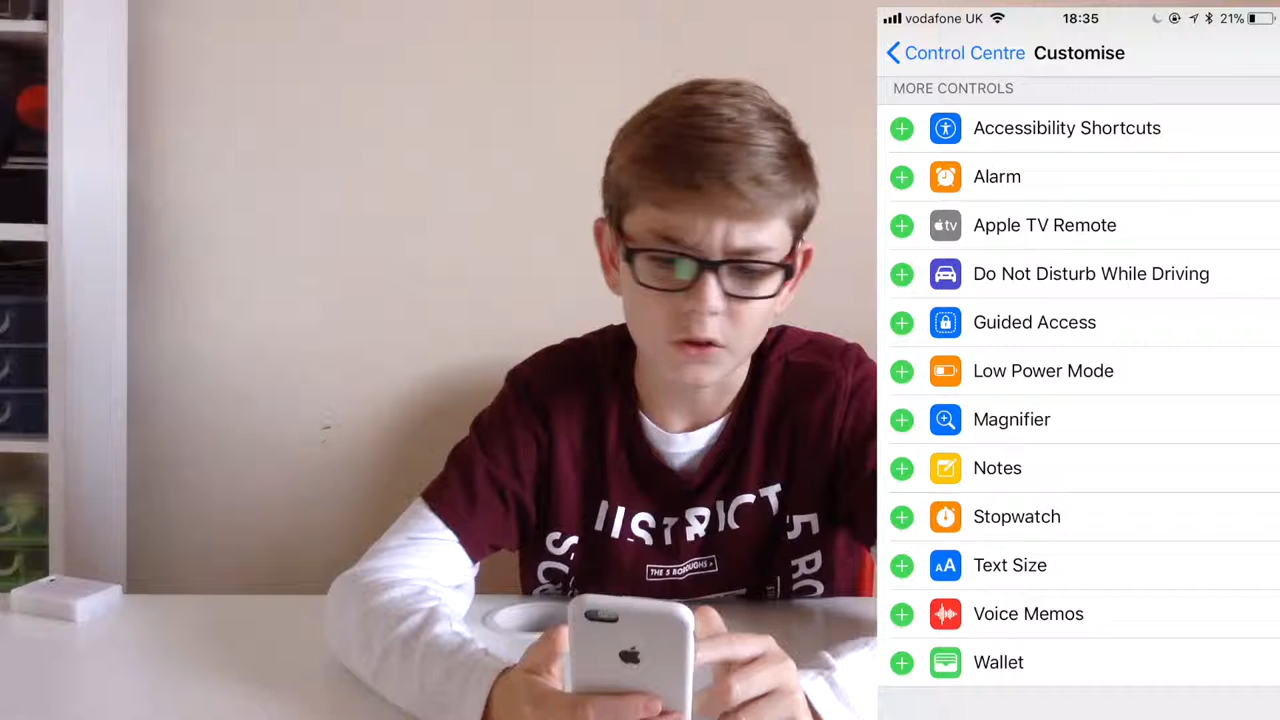 vodafone UK
18:35
21%
Control Centre
Customise
MORE CONTROLS
Accessibility Shortcuts
Alarm
tv
Apple TV Remote
Do Not Disturb While Driving
Guided Access
Low Power Mode
Magnifier
Notes
Stopwatch
AA
Text Size
Voice Memos
Wallet
THE 5 BOROUGHS